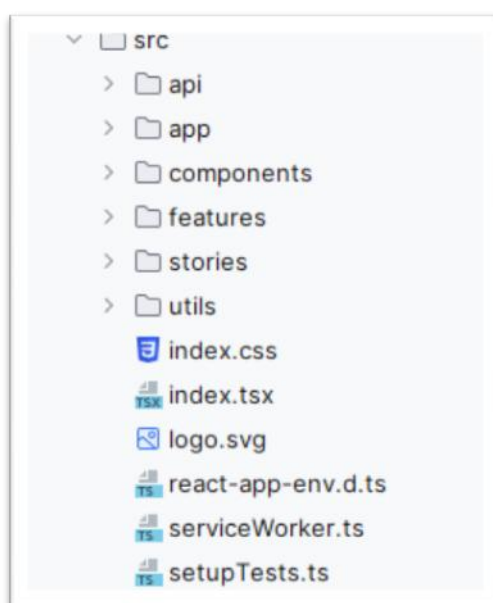 src
api
app
components
features
stories
utils
index.css
index.tsx
logo.svg
react-app-env.d.ts
serviceWorker.ts
setupTests.ts